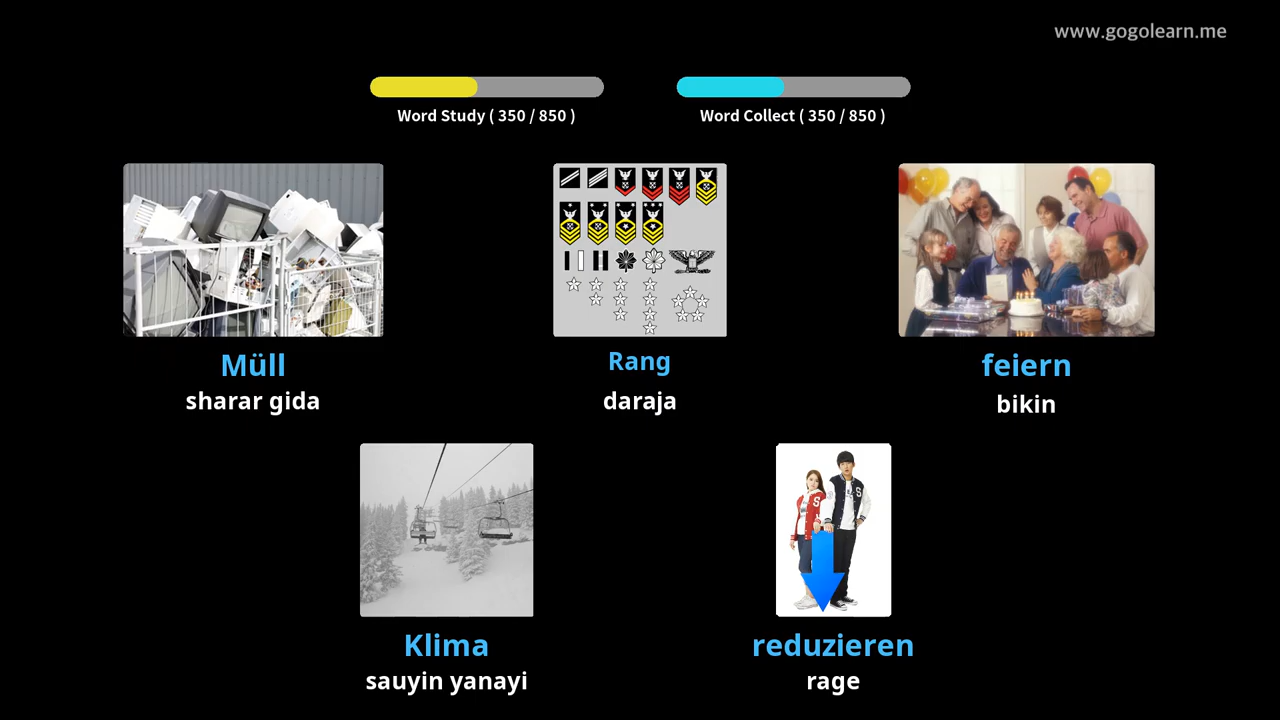 www.gogolearn.me
Word Study ( 350 / 850 )
Word Collect ( 350 / 850 )
Müll
sharar gida
Rang
daraja
feiern
bikin
Klima
sauyin yanayi
reduzieren
rage